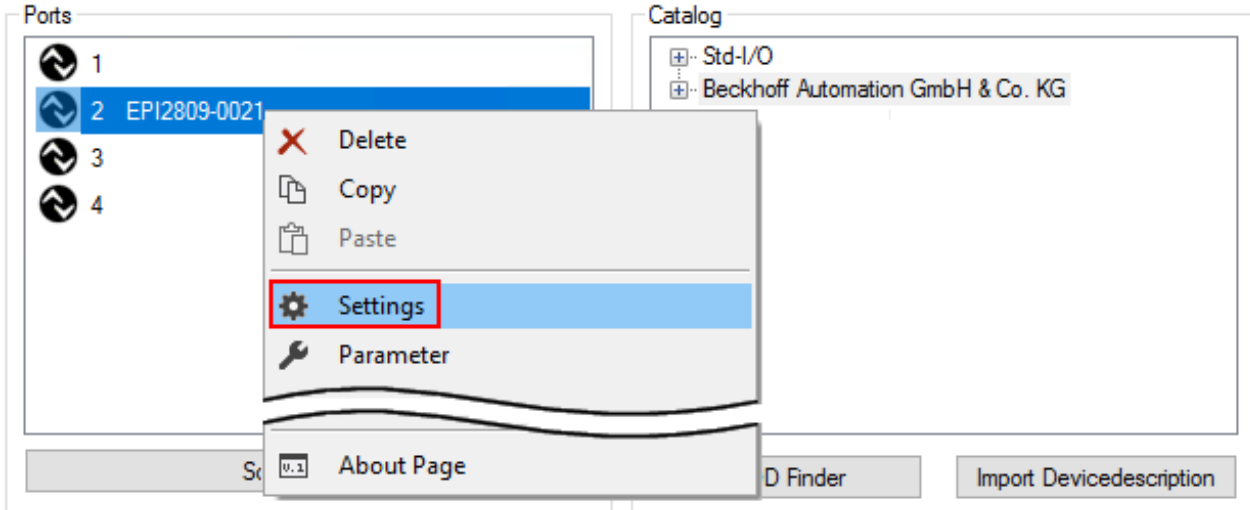 Ports
Catalog
1
2 EPI2809-0021
3
4
Std-I/O
Beckhoff Automation GmbH & Co. KG
Delete
Copy
Paste
Settings
Parameter
About Page
D Finder
Import Devicedescription